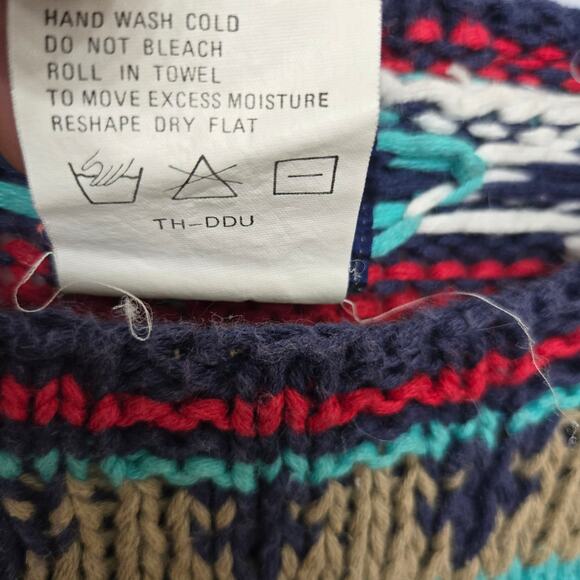 HAND WASH COLD
DO NOT BLEACH
ROLL IN TOWEL
TO MOVE EXCESS MOISTURE
RESHAPE DRY FLAT
TH-DDU